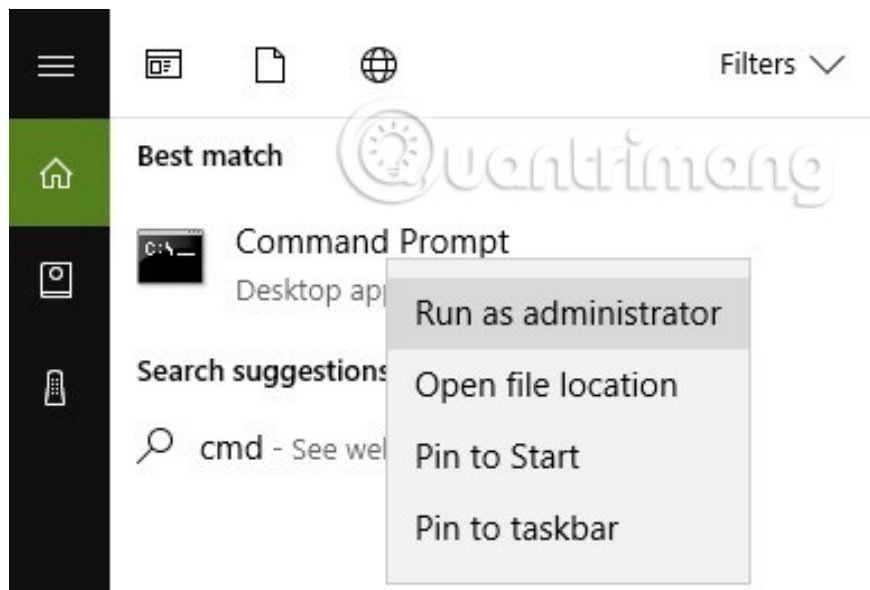 Filters
Best match
Quantrimang
C:\_
Command Prompt
Desktop app
Run as administrator
Search suggestions
Open file location
cmd - See wel
Pin to Start
Pin to taskbar